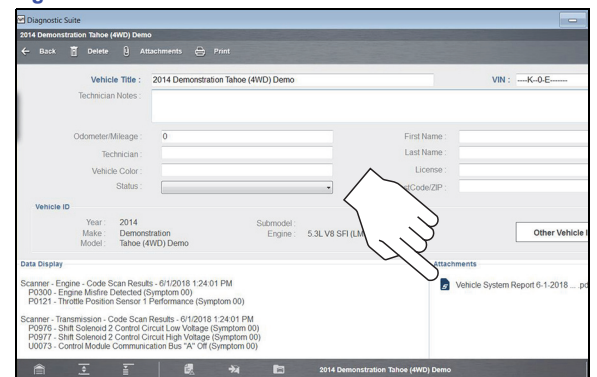 Diagnostic Suite
2014 Demonstration Tahoe (4WD) Demo
Back Delete Attachments Print
Vehicle Title : 2014 Demonstration Tahoe (4WD) Demo VIN : ----K--0-E-------
Technician Notes :
Odometer/Mileage : 0 First Name :
Technician : Last Name :
Vehicle Color : License :
Status : stCode/ZIP :
Vehicle ID
Year : 2014 Submodel :
Make : Demonstration Engine : 5.3L V8 SFI (LM
Model : Tahoe (4WD) Demo
Other Vehicle I
Data Display Attachments
Vehicle System Report 6-1-2018 ... .pd
Scanner - Engine - Code Scan Results - 6/1/2018 1:24:01 PM
P0300 - Engine Misfire Detected (Symptom 00)
P0121 - Throttle Position Sensor 1 Performance (Symptom 00)
Scanner - Transmission - Code Scan Results - 6/1/2018 1:24:01 PM
P0976 - Shift Solenoid 2 Control Circuit Low Voltage (Symptom 00)
P0977 - Shift Solenoid 2 Control Circuit High Voltage (Symptom 00)
U0073 - Control Module Communication Bus "A" Off (Symptom 00)
2014 Demonstration Tahoe (4WD) Demo